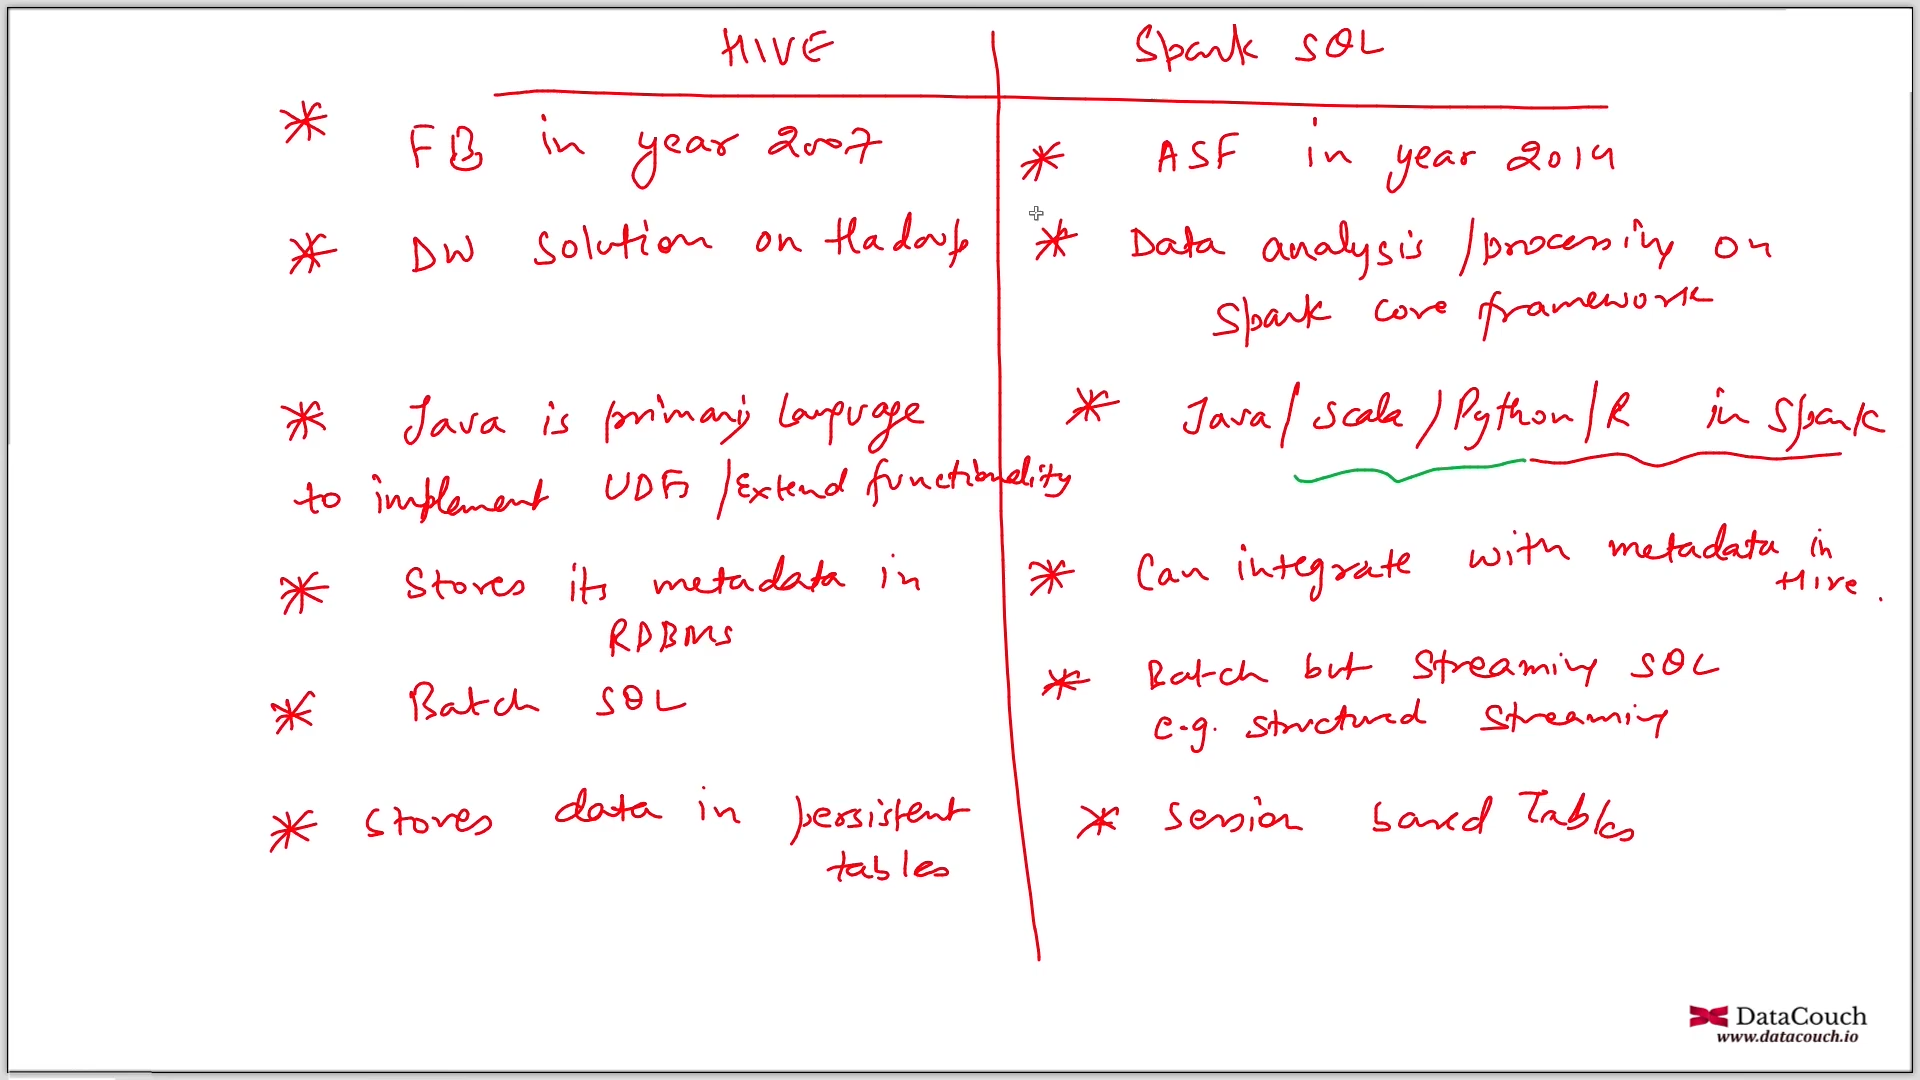 HIVE
Spark SQL
* FB in year 2007
* ASF in year 2014
* DW solution on Hadoop
* Data analysis / processing on
Spark core framework
* Java is primary language
to implement UDFs / Extend functionality
* Java / Scala / Python / R in Spark
* Stores its metadata in
RDBMS
* Can integrate with metadata in
Hive.
* Batch SQL
* Batch but Streaming SQL
e.g. structured Streaming
* stores data in persistent
tables
* Session based Tables
DataCouch
www.datacouch.io